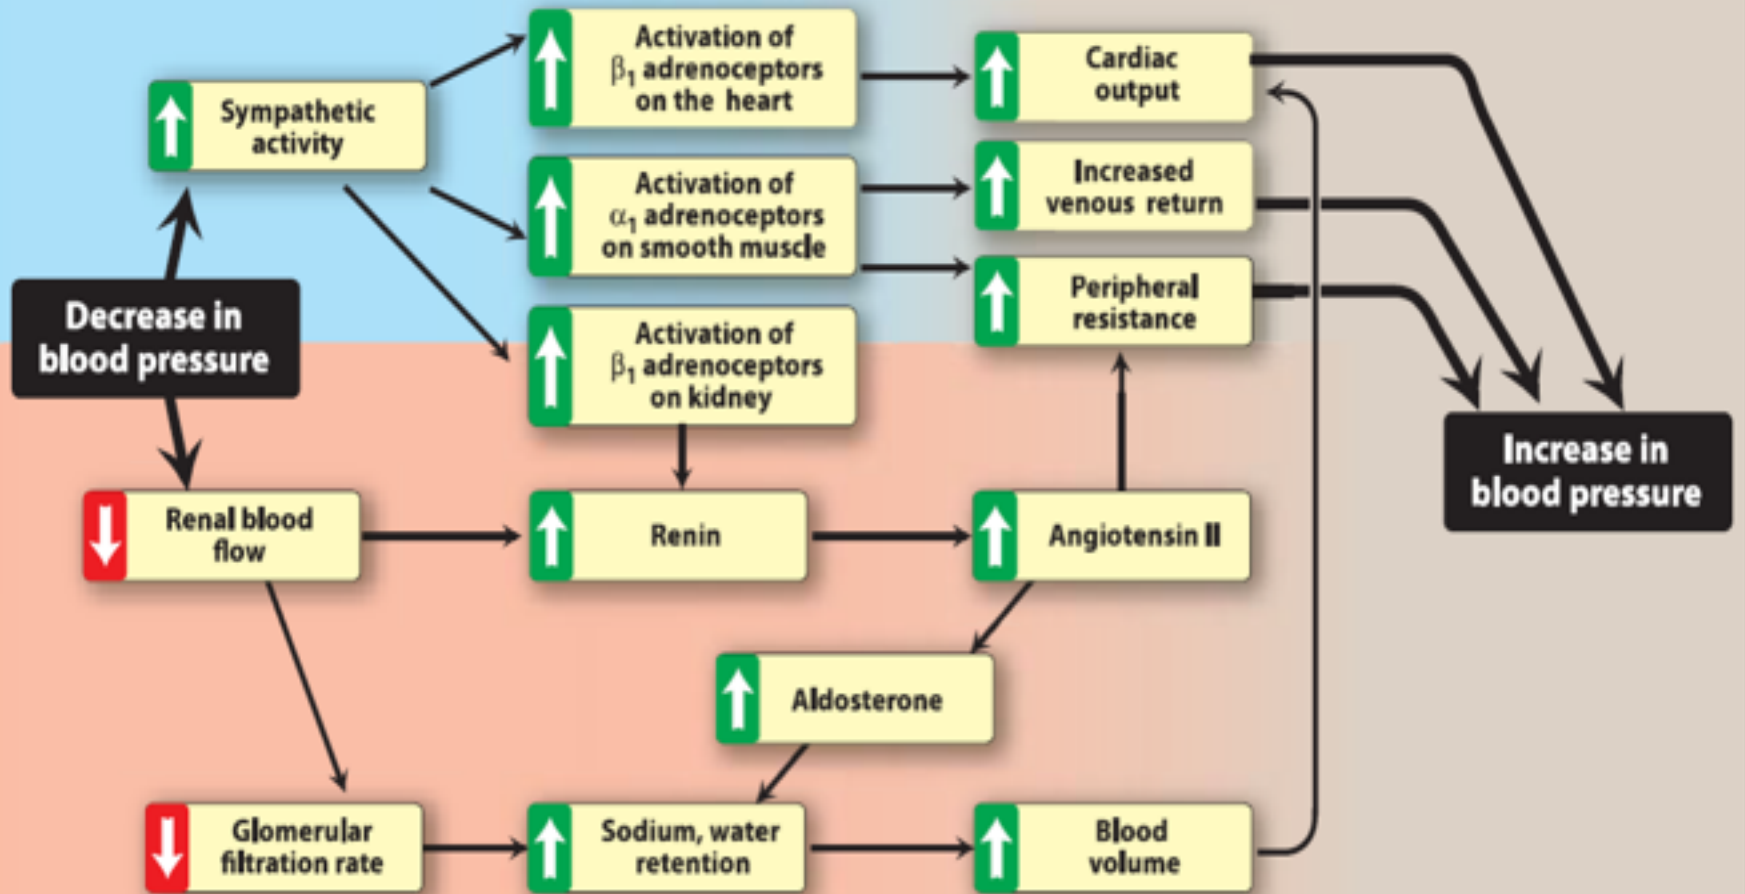 Activation of
β1 adrenoceptors
on the heart
Cardiac
output
Sympathetic
activity
Activation of
α1 adrenoceptors
on smooth muscle
Increased
venous return
Peripheral
resistance
Decrease in
blood pressure
Activation of
β1 adrenoceptors
on kidney
Increase in
blood pressure
Renal blood
flow
Renin
Angiotensin II
Aldosterone
Glomerular
filtration rate
Sodium, water
retention
Blood
volume